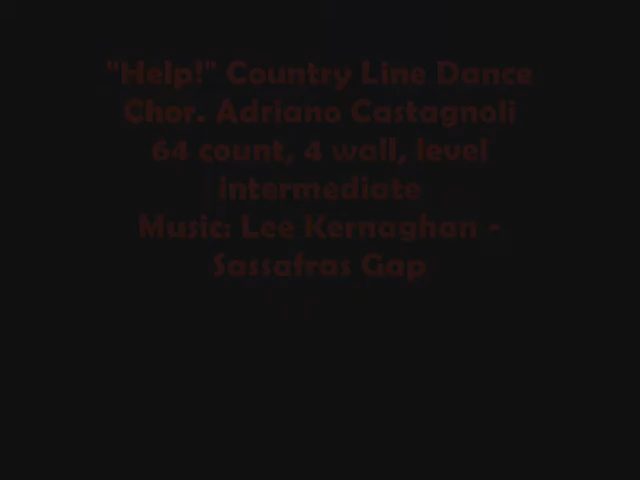 "Help!" Country Line Dance
Chor. Adriano Castagnoli
64 count, 4 wall, level
intermediate
Music: Lee Kernaghan -
Sassafras Gap